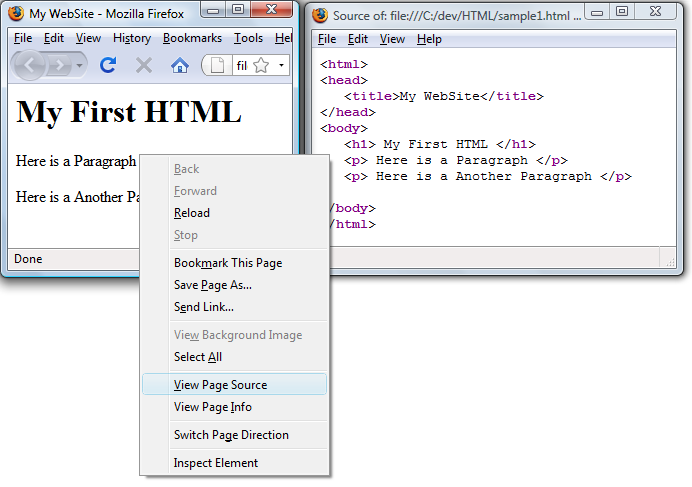 My WebSite - Mozilla Firefox
File Edit View History Bookmarks Tools Hel
fil
My First HTML
Here is a Paragraph
Here is a Another Pa
Done
Back
Forward
Reload
Stop
Bookmark This Page
Save Page As...
Send Link...
View Background Image
Select All
View Page Source
View Page Info
Switch Page Direction
Inspect Element
Source of: file:///C:/dev/HTML/sample1.html ...
File Edit View Help
<html>
<head>
<title>My WebSite</title>
</head>
<body>
<h1> My First HTML </h1>
<p> Here is a Paragraph </p>
<p> Here is a Another Paragraph </p>
/body>
/html>